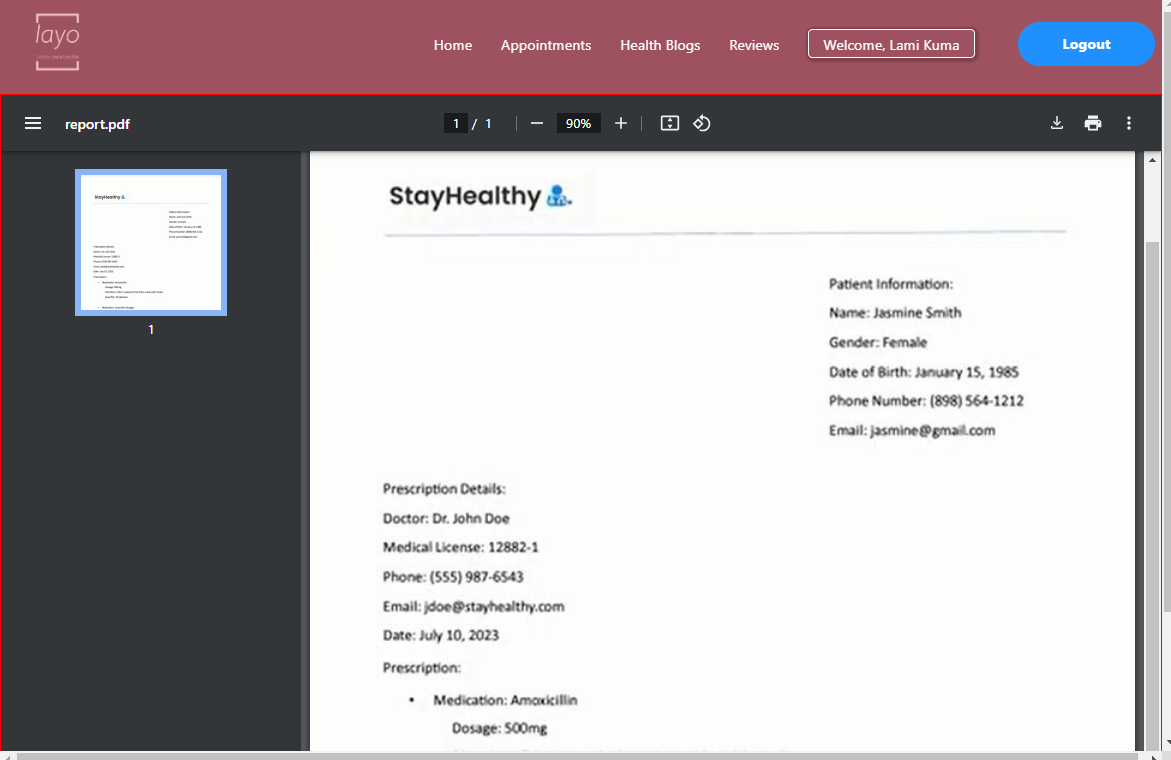 layo
Home
Appointments
Health Blogs
Reviews
Welcome, Lami Kuma
Logout
report.pdf
1 / 1
90%
StayHealthy
1
StayHealthy
Patient Information:
Name: Jasmine Smith
Gender: Female
Date of Birth: January 15, 1985
Phone Number: (898) 564-1212
Email: jasmine@gmail.com
Prescription Details:
Doctor: Dr. John Doe
Medical License: 12882-1
Phone: (555) 987-6543
Email: jdoe@stayhealthy.com
Date: July 10, 2023
Prescription:
• Medication: Amoxicillin
Dosage: 500mg